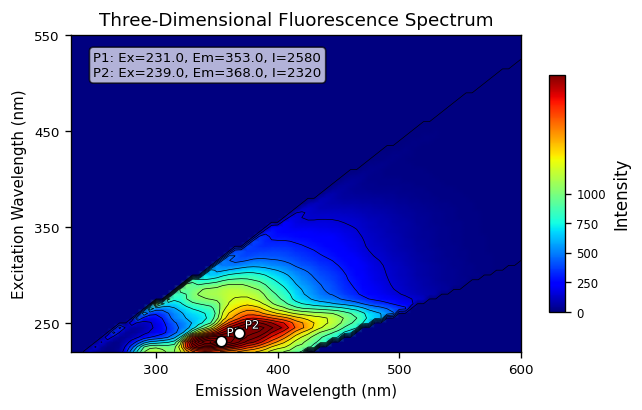 Three-Dimensional Fluorescence Spectrum
P1: Ex=231.0, Em=353.0, I=2580
P2: Ex=239.0, Em=368.0, I=2320
Excitation Wavelength (nm)
550
450
350
250
P2
300
400
500
600
Emission Wavelength (nm)
1000
750
500
250
0
Intensity